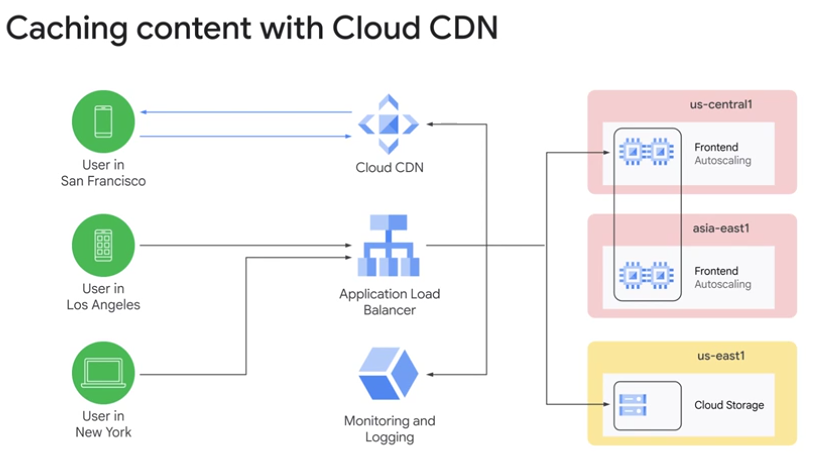 Caching content with Cloud CDN
User in
San Francisco
Cloud CDN
us-central1
Frontend
Autoscaling
User in
Los Angeles
Application Load
Balancer
asia-east1
Frontend
Autoscaling
User in
New York
Monitoring and
Logging
us-east1
Cloud Storage